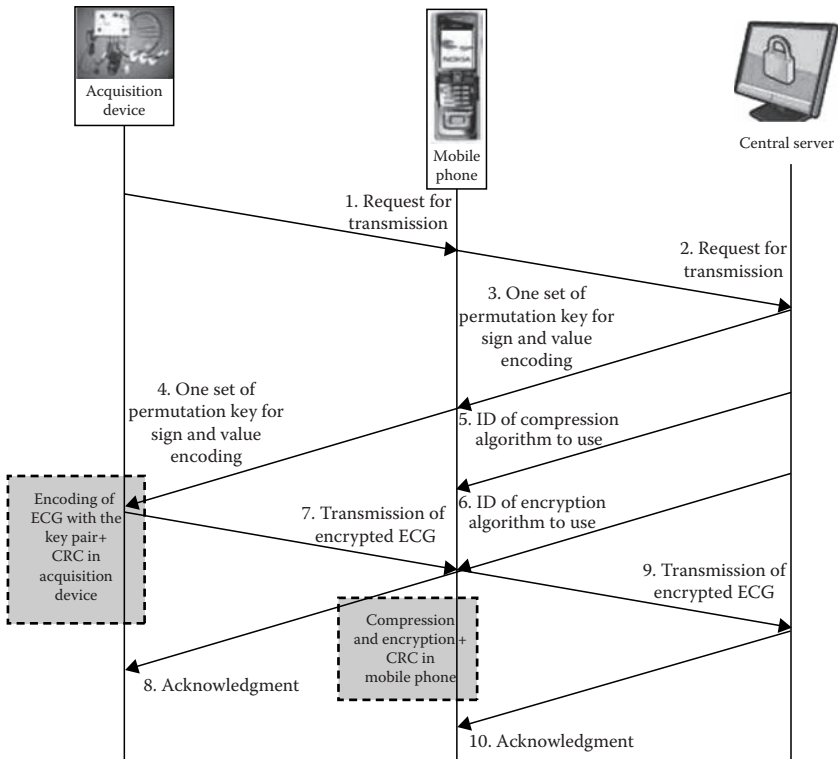 NOKIA
Acquisition
device
Mobile
phone
Central server
1. Request for
transmission
2. Request for
transmission
3. One set of
permutation key for
sign and value
encoding
4. One set of
permutation key for
sign and value
encoding
5. ID of compression
algorithm to use
6. ID of encryption
algorithm to use
Encoding of
ECG with the
key pair+
CRC in
acquisition
device
7. Transmission of
encrypted ECG
Compression
and encryption+
CRC in
mobile phone
8. Acknowledgment
9. Transmission of
encrypted ECG
10. Acknowledgment